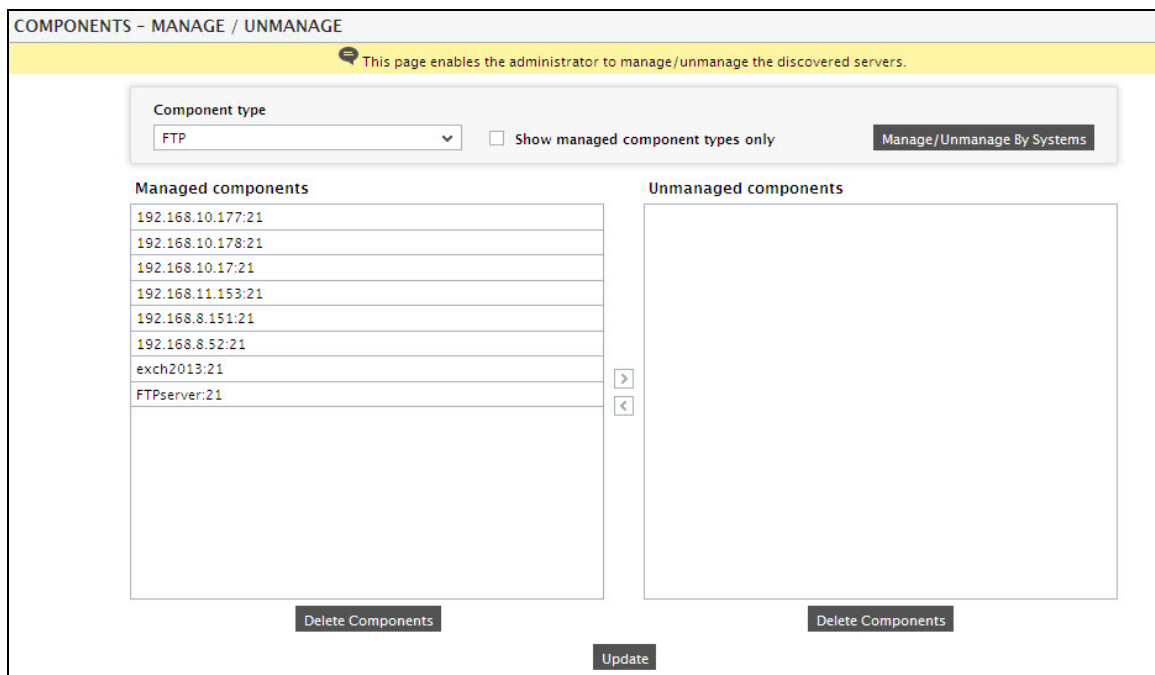 COMPONENTS - MANAGE / UNMANAGE
This page enables the administrator to manage/unmanage the discovered servers.
Component type
FTP
Show managed component types only
Manage/Unmanage By Systems
Managed components
Unmanaged components
192.168.10.177:21
192.168.10.178:21
192.168.10.17:21
192.168.11.153:21
192.168.8.151:21
192.168.8.52:21
exch2013:21
FTPserver:21
>
<
Delete Components
Delete Components
Update